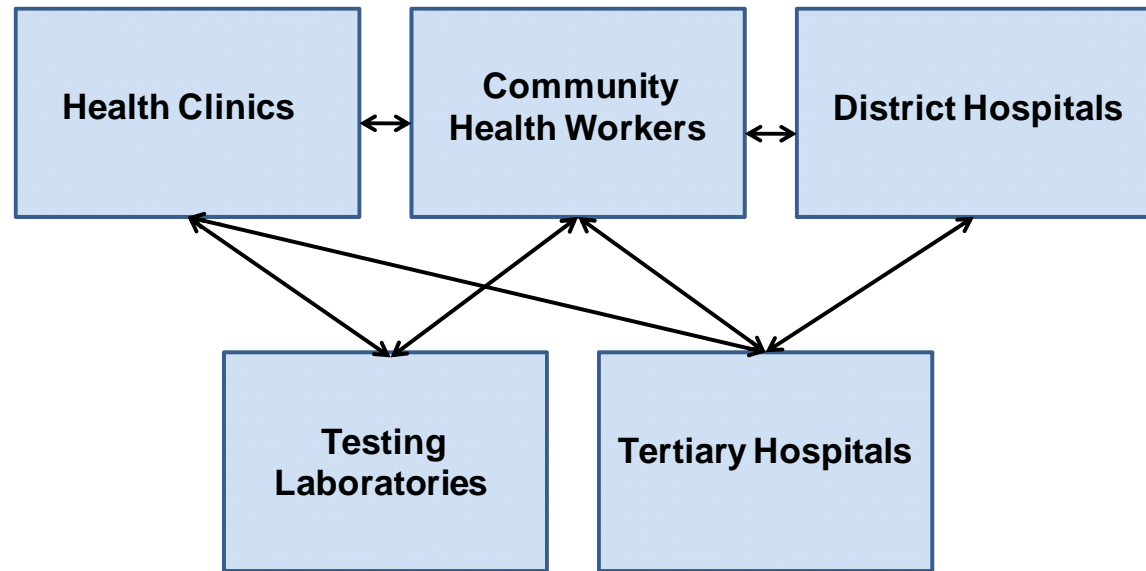 Health Clinics
Community
Health Workers
District Hospitals
Testing
Laboratories
Tertiary Hospitals